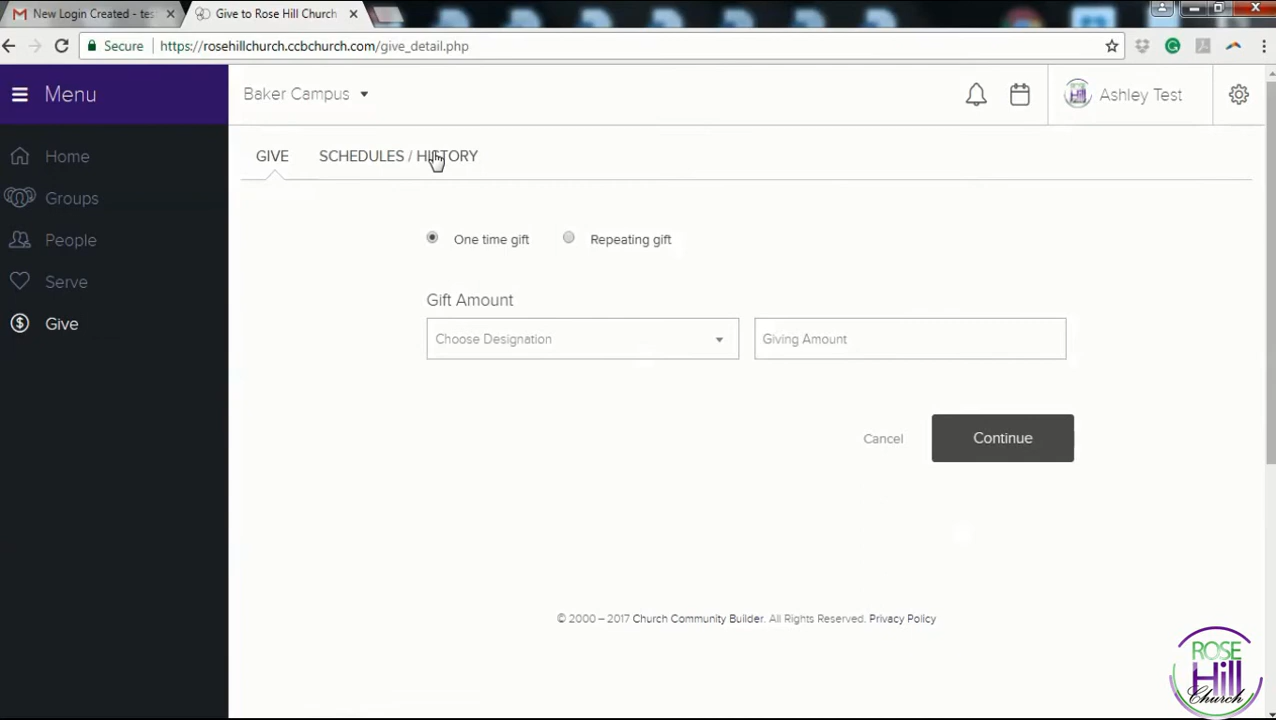 New Login Created - tes
Give to Rose Hill Church
Secure
https://rosehillchurch.ccbchurch.com/give_detail.php
Menu
Baker Campus
Ashley Test
Home
Groups
People
Serve
Give
GIVE
SCHEDULES / HISTORY
One time gift
Repeating gift
Gift Amount
Choose Designation
Giving Amount
Cancel
Continue
© 2000 – 2017 Church Community Builder. All Rights Reserved. Privacy Policy
ROSE
Hill
Church